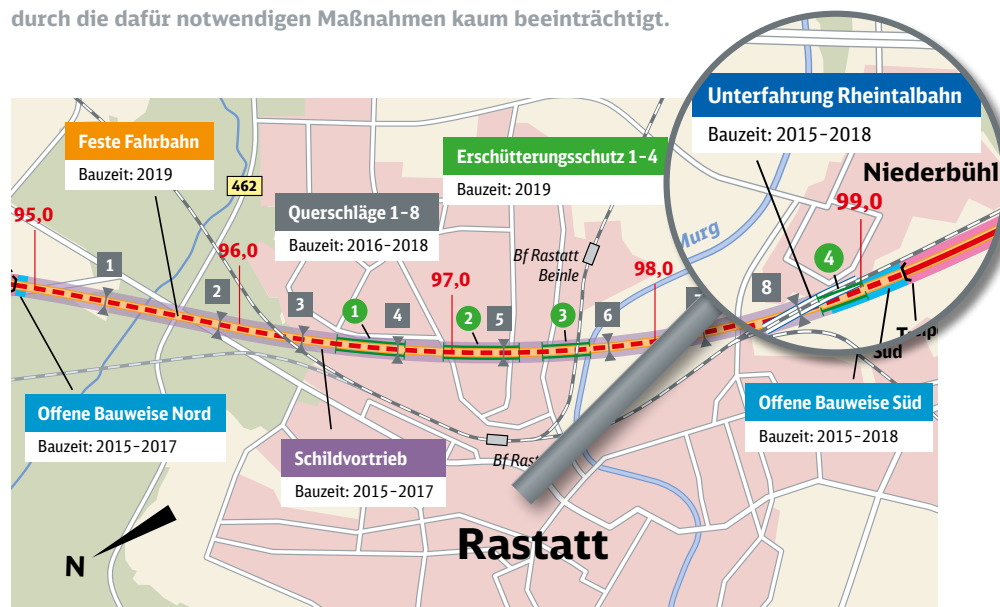 durch die dafür notwendigen Maßnahmen kaum beeinträchtigt.
Unterfahrung Rheintalbahn
Bauzeit: 2015–2018
Feste Fahrbahn
Bauzeit: 2019
Erschütterungsschutz 1–4
Bauzeit: 2019
Niederbühl
462
Querschläge 1–8
Bauzeit: 2016–2018
95,0
96,0
97,0
98,0
99,0
Murg
Bf Rastatt
Beinle
1
2
3
4
5
6
8
1
2
3
4
Süd
Offene Bauweise Nord
Bauzeit: 2015–2017
Schildvortrieb
Bauzeit: 2015–2017
Offene Bauweise Süd
Bauzeit: 2015–2018
Bf
Rastatt
N